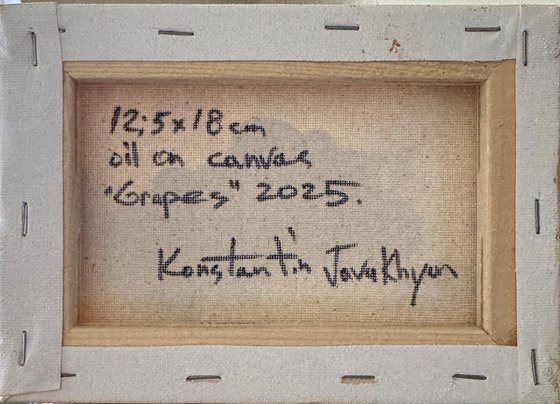 12;5x18 cm
oil on canvas
"Grapes" 2025.
Konstantin Javakhyan